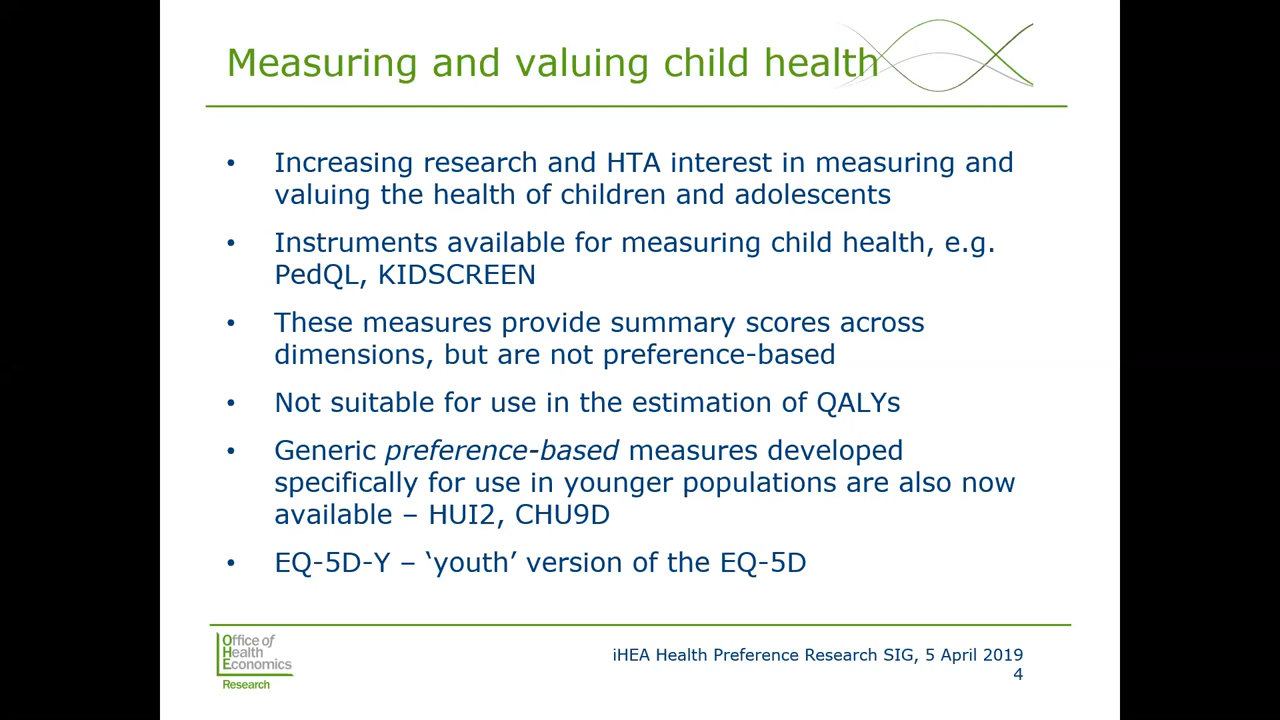 Measuring and valuing child health
• Increasing research and HTA interest in measuring and
valuing the health of children and adolescents
• Instruments available for measuring child health, e.g.
PedQL, KIDSCREEN
• These measures provide summary scores across
dimensions, but are not preference-based
• Not suitable for use in the estimation of QALYs
• Generic preference-based measures developed
specifically for use in younger populations are also now
available – HUI2, CHU9D
• EQ-5D-Y – ‘youth’ version of the EQ-5D
Office of
Health
Economics
Research
iHEA Health Preference Research SIG, 5 April 2019
4